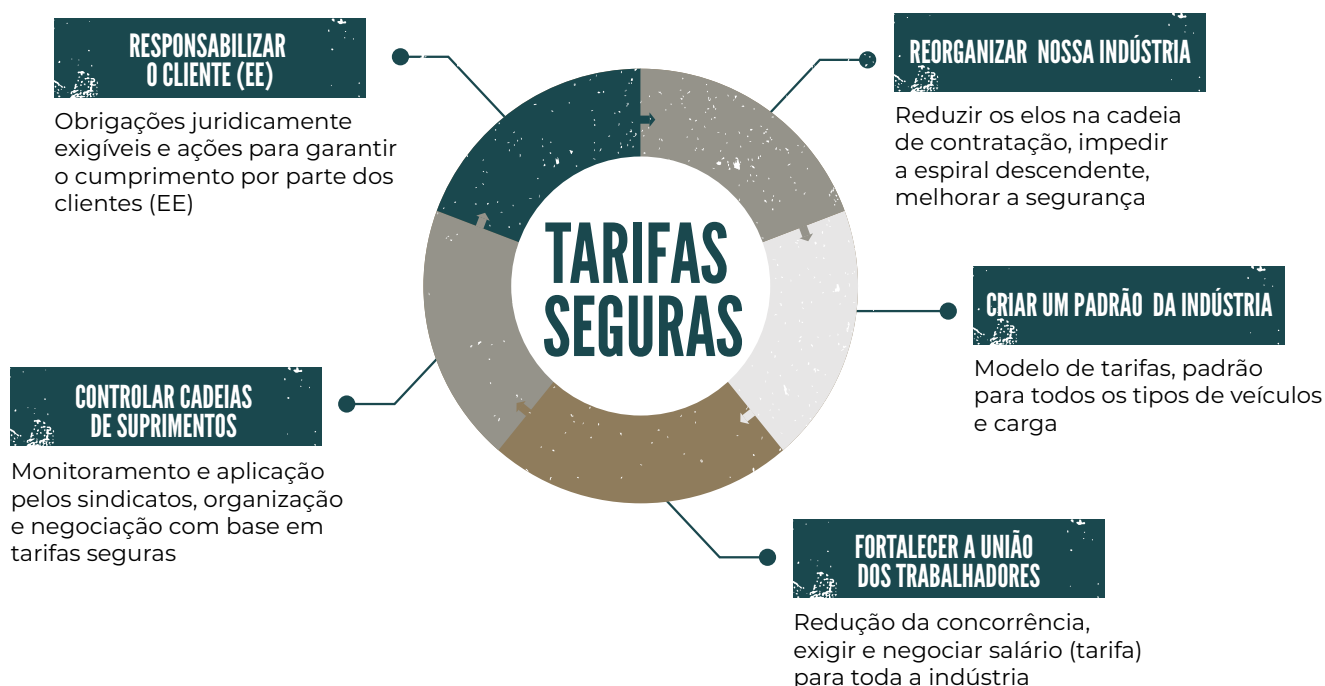 RESPONSABILIZAR
O CLIENTE (EE)
Obrigações juridicamente
exigíveis e ações para garantir
o cumprimento por parte dos
clientes (EE)
REORGANIZAR NOSSA INDÚSTRIA
Reduzir os elos na cadeia
de contratação, impedir
a espiral descendente,
melhorar a segurança
TARIFAS
SEGURAS
CRIAR UM PADRÃO DA INDÚSTRIA
Modelo de tarifas, padrão
para todos os tipos de veículos
e carga
CONTROLAR CADEIAS
DE SUPRIMENTOS
Monitoramento e aplicação
pelos sindicatos, organização
e negociação com base em
tarifas seguras
FORTALECER A UNIÃO
DOS TRABALHADORES
Redução da concorrência,
exigir e negociar salário (tarifa)
para toda a indústria